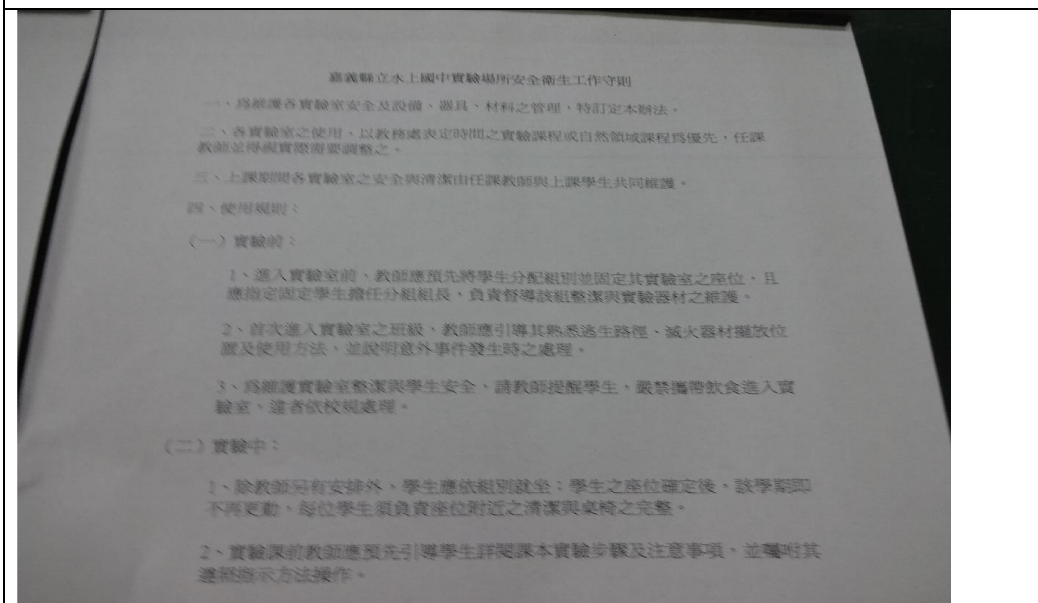 嘉義縣立水上國中實驗場所安全衛生工作守則
一、為維護各實驗室安全及設備、器具、材料之管理，特訂定本辦法。
二、各實驗室之使用，以教務處表定時間之實驗課程或自然領域課程為優先，任課
教師並得視實際需要調整之。
三、上課期間各實驗室之安全與清潔由任課教師與上課學生共同維護。
四、使用規則：
（一）實驗前：
1、進入實驗室前，教師應預先將學生分配組別並固定其實驗室之座位，且
應指定固定學生擔任分組組長，負責督導該組整潔與實驗器材之維護。
2、首次進入實驗室之班級，教師應引導其熟悉逃生路徑、滅火器材擺放位
置及使用方法，並說明意外事件發生時之處理。
3、為維護實驗室整潔與學生安全，請教師提醒學生，嚴禁攜帶飲食進入實
驗室，違者依校規處理。
（二）實驗中：
1、除教師另有安排外，學生應依組別就坐；學生之座位確定後，該學期即
不再更動，每位學生須負責座位附近之清潔與桌椅之完整。
2、實驗課前教師應預先引導學生詳閱課本實驗步驟及注意事項，並囑咐其
遵照指示方法操作。